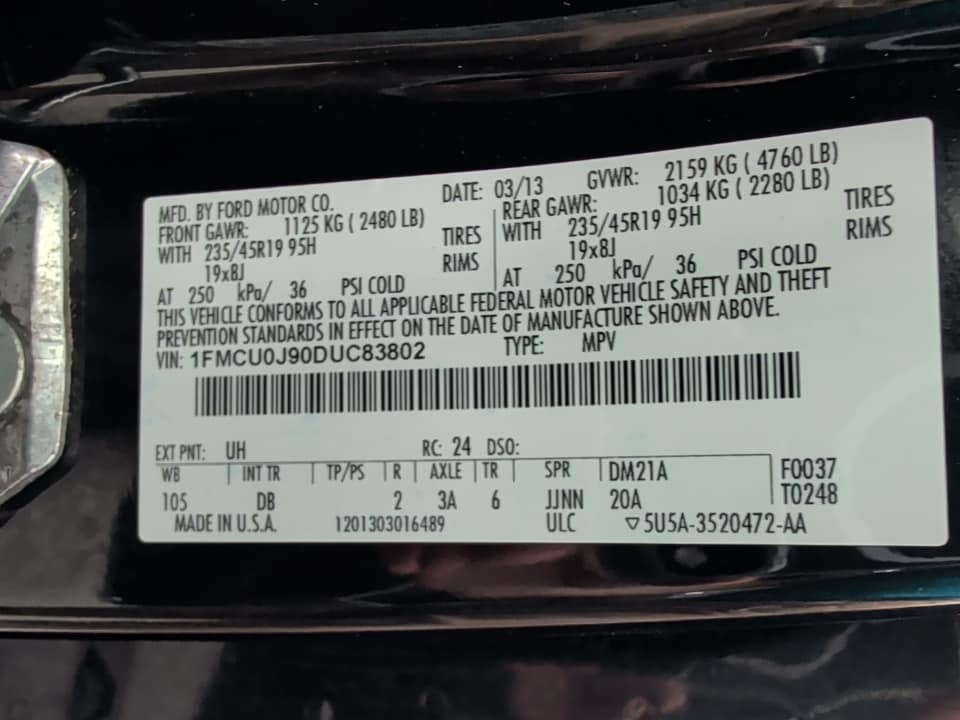 MFD. BY FORD MOTOR CO. DATE: 03/13 GVWR: 2159 KG ( 4760 LB)
FRONT GAWR: 1125 KG ( 2480 LB) REAR GAWR: 1034 KG ( 2280 LB)
WITH 235/45R19 95H TIRES WITH 235/45R19 95H TIRES
19x8J RIMS 19x8J RIMS
AT 250 kPa/ 36 PSI COLD AT 250 kPa/ 36 PSI COLD
THIS VEHICLE CONFORMS TO ALL APPLICABLE FEDERAL MOTOR VEHICLE SAFETY AND THEFT
PREVENTION STANDARDS IN EFFECT ON THE DATE OF MANUFACTURE SHOWN ABOVE.
VIN: 1FMCU0J90DUC83802 TYPE: MPV
EXT PNT: UH RC: 24 DSO:
WB INT TR TP/PS R AXLE TR SPR DM21A F0037
105 DB 2 3A 6 JJNN 20A T0248
MADE IN U.S.A. 1201303016489 ULC ▽5U5A-3520472-AA